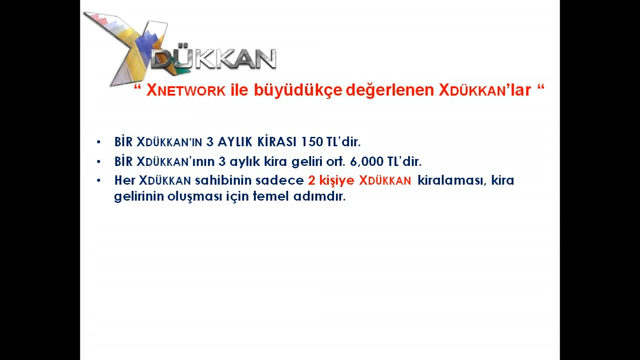 XDÜKKAN
“ XNETWORK ile büyüdükçe değerlenen XDÜKKAN’lar “
• BİR XDÜKKAN’IN 3 AYLIK KİRASI 150 TL’dir.
• BİR XDÜKKAN’ının 3 aylık kira geliri ort. 6,000 TL’dir.
• Her XDÜKKAN sahibinin sadece 2 kişiye XDÜKKAN kiralaması, kira
gelirinin oluşması için temel adımdır.